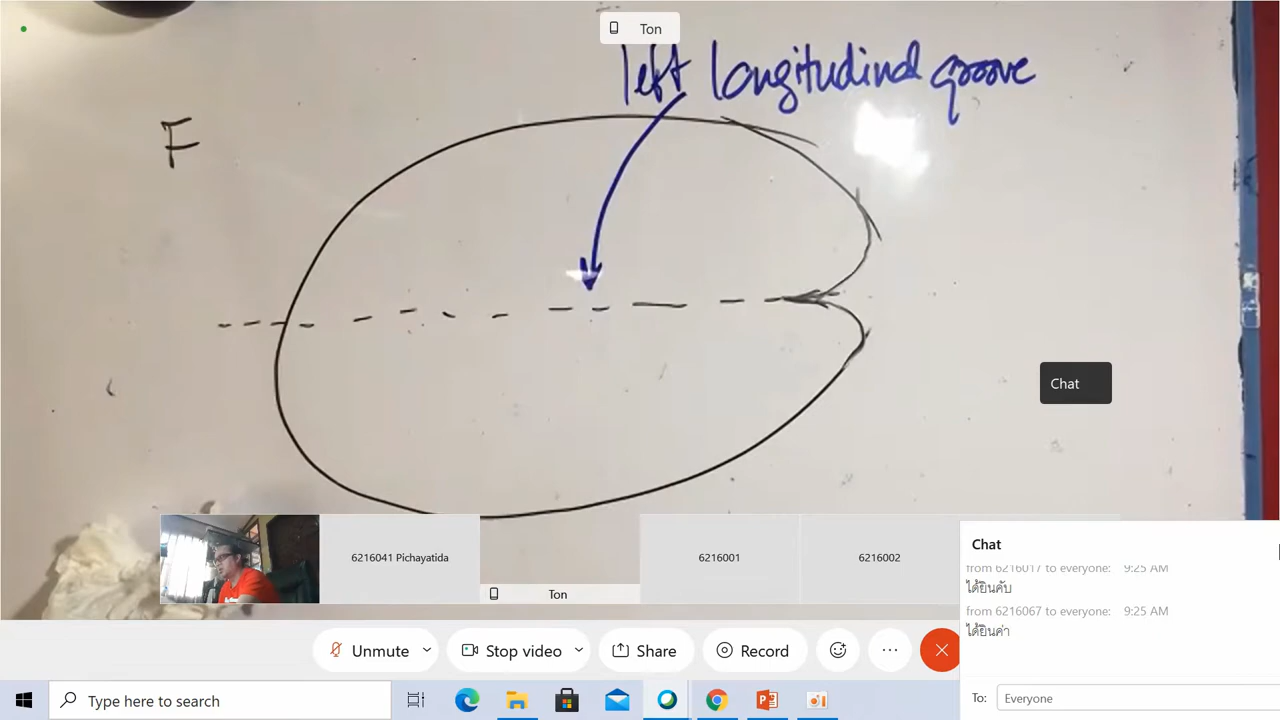 Ton
left longitudinal groove
F
Chat
6216041 Pichayatida
6216001
6216002
Ton
Chat
from 6216017 to everyone: 9:25 AM
ได้ยินคับ
from 6216067 to everyone: 9:25 AM
ได้ยินค่า
Unmute
Stop video
Share
Record
To: Everyone
Type here to search